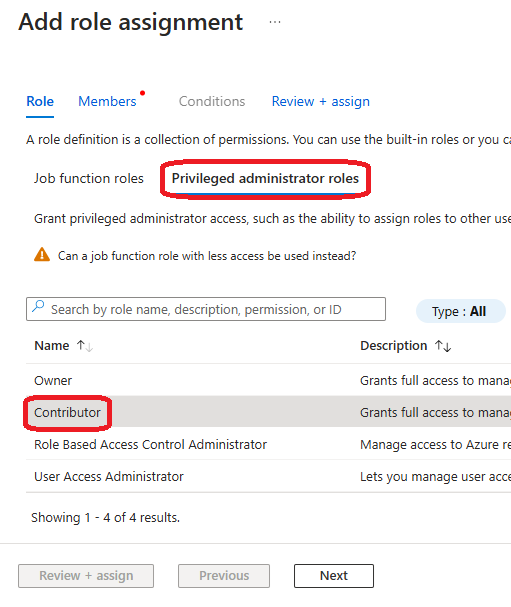 Add role assignment ...
Role Members Conditions Review + assign
A role definition is a collection of permissions. You can use the built-in roles or you ca
Job function roles Privileged administrator roles
Grant privileged administrator access, such as the ability to assign roles to other use
Can a job function role with less access be used instead?
Search by role name, description, permission, or ID Type : All
Name ↑↓ Description ↑↓
Owner Grants full access to mana
Contributor Grants full access to mana
Role Based Access Control Administrator Manage access to Azure re
User Access Administrator Lets you manage user acce
Showing 1 - 4 of 4 results.
Review + assign Previous Next